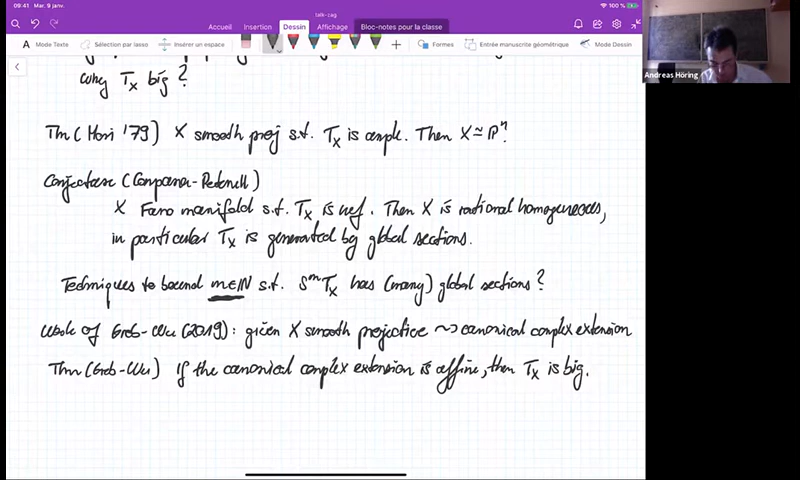 09:41 Mar. 9 janv.
talk-cag
100 %
Accueil Insertion Dessin Affichage Bloc-notes pour la classe
Mode Texte Sélection par lasso Insérer un espace Formes Entrée manuscrite géométrique Mode Dessin
Andreas Höring
why T_X big?
Thm (Mori '79) X smooth proj s.t. T_X is ample. Then X ≃ ℙⁿ.
Conjecture (Campana-Peternell)
X Fano manifold s.t. T_X is nef. Then X is rational homogeneous,
in particular T_X is generated by global sections.
Techniques to bound m∈ℕ s.t. SᵐT_X has (many) global sections?
Work of Greb-Wu (2019): given X smooth projective ⇝ canonical complex extension
Thm (Greb-Wu) If the canonical complex extension is affine, then T_X is big.